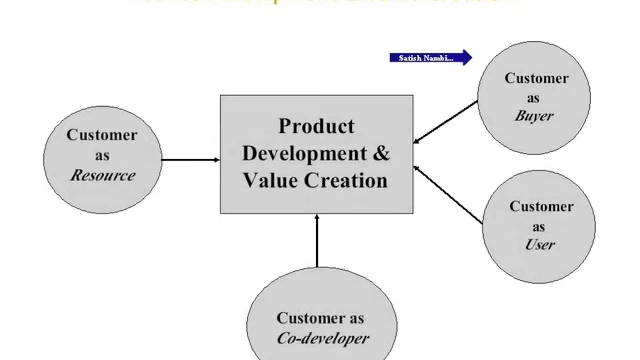 Satish Nambi...
Customer
as
Buyer
Product
Development &
Value Creation
Customer
as
Resource
Customer
as
User
Customer as
Co-developer